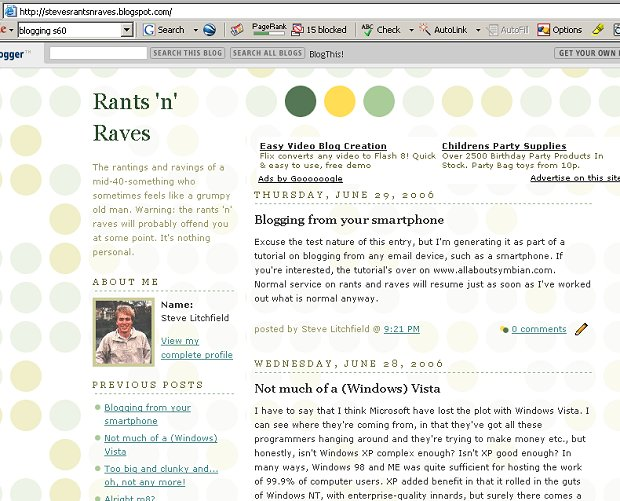 http://stevesrantsnraves.blogspot.com/
blogging s60
Search
PageRank
15 blocked
ABC
Check
AutoLink
AutoFill
Options
ogger™
SEARCH THIS BLOG
SEARCH ALL BLOGS
BlogThis!
GET YOUR OWN
Rants 'n'
Raves
The rantings and ravings of a
mid-40-something who
sometimes feels like a grumpy
old man. Warning: the rants 'n'
raves will probably offend you
at some point. It's nothing
personal.
ABOUT ME
Name:
Steve Litchfield
View my
complete profile
PREVIOUS POSTS
Blogging from your
smartphone
Not much of a (Windows)
Vista
Too big and clunky and...
oh, not any more!
Alright m8?
Easy Video Blog Creation
Flix converts any video to Flash 8! Quick
& easy to use, free demo
Childrens Party Supplies
Over 2500 Birthday Party Products In
Stock. Party Bag toys from 10p.
Ads by Goooooogle
Advertise on this site
THURSDAY, JUNE 29, 2006
Blogging from your smartphone
Excuse the test nature of this entry, but I'm generating it as part of a
tutorial on blogging from any email device, such as a smartphone. If
you're interested, the tutorial's over on www.allaboutsymbian.com.
Normal service on rants and raves will resume just as soon as I've worked
out what is normal anyway.
posted by Steve Litchfield @ 9:21 PM
0 comments
WEDNESDAY, JUNE 28, 2006
Not much of a (Windows) Vista
I have to say that I think Microsoft have lost the plot with Windows Vista. I
can see where they're coming from, in that they've got all these
programmers hanging around and they're trying to make money etc., but
honestly, isn't Windows XP complex enough? Isn't XP good enough? In
many ways, Windows 98 and ME was quite sufficient for hosting the work
of 99.9% of computer users. XP added benefit in that it rolled in the guts
of Windows NT, with enterprise-quality innards, but surely there comes a